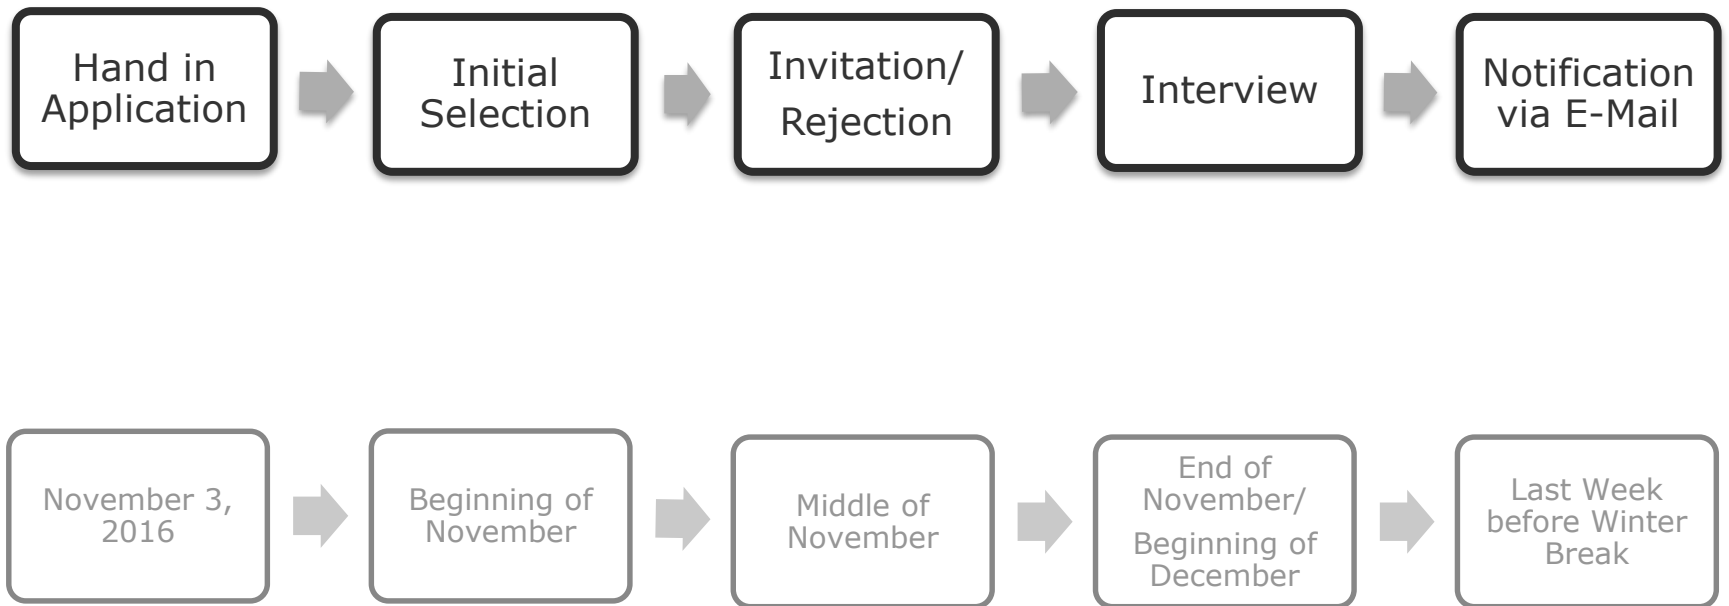 Hand in
Application
Initial
Selection
Invitation/
Rejection
Interview
Notification
via E-Mail
November 3,
2016
Beginning of
November
Middle of
November
End of
November/
Beginning of
December
Last Week
before Winter
Break